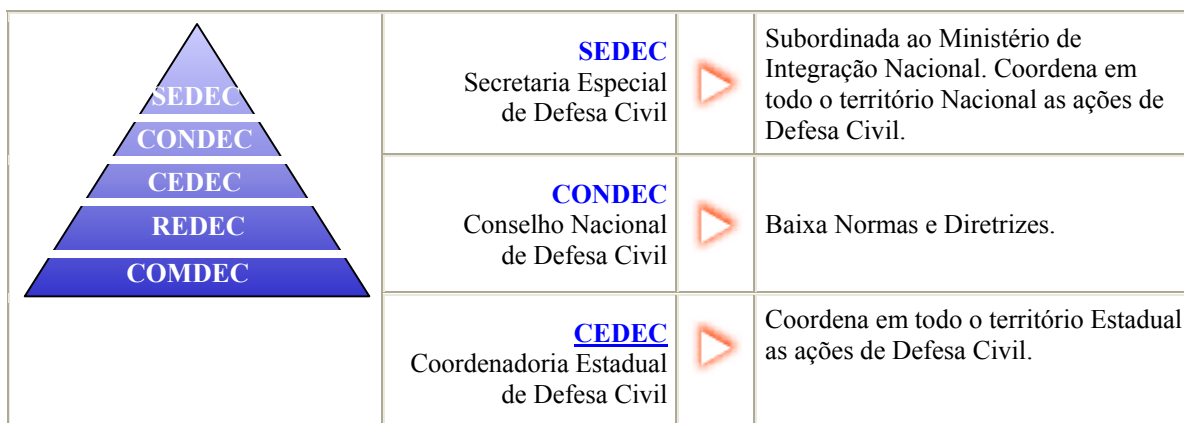 SEDEC
CONDEC
CEDEC
REDEC
COMDEC
SEDEC
Secretaria Especial
de Defesa Civil
Subordinada ao Ministério de
Integração Nacional. Coordena em
todo o território Nacional as ações de
Defesa Civil.
CONDEC
Conselho Nacional
de Defesa Civil
Baixa Normas e Diretrizes.
CEDEC
Coordenadoria Estadual
de Defesa Civil
Coordena em todo o território Estadual
as ações de Defesa Civil.